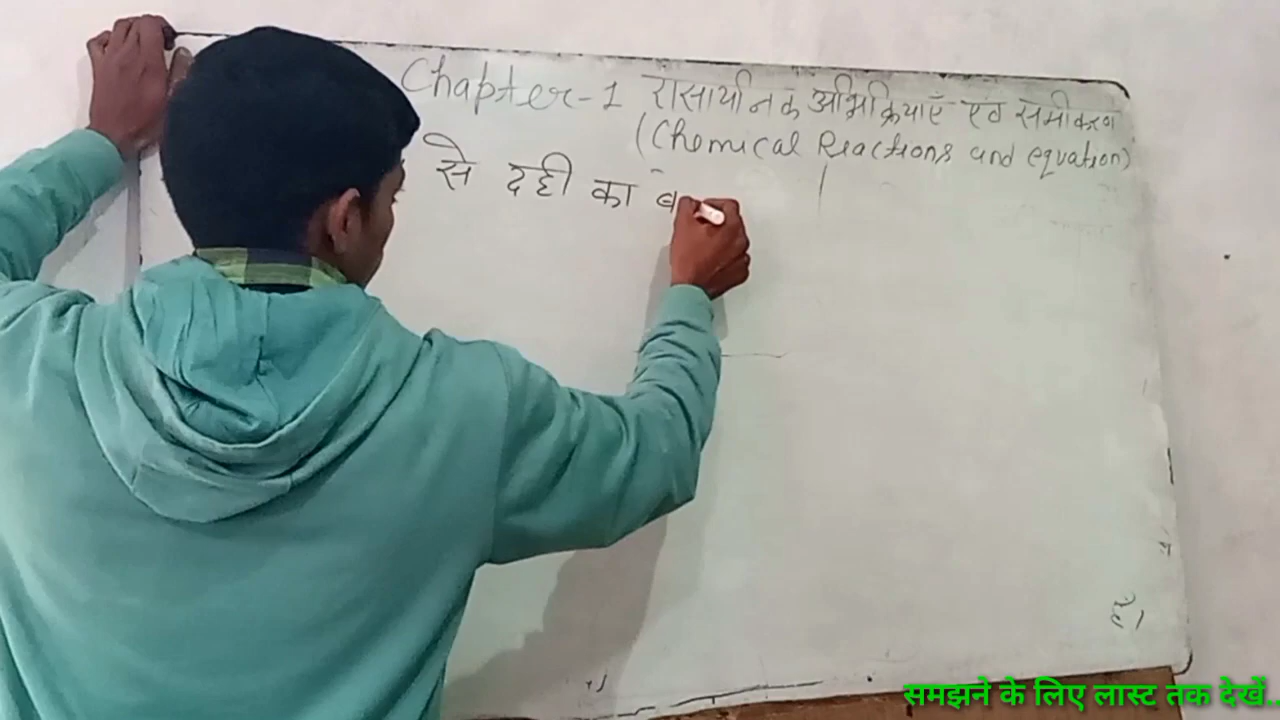 Chapter-1 रासायनिक अभिक्रियाएँ एवं समीकरण
(Chemical Reactions and equation)
से दही का ब
है।
समझने के लिए लास्ट तक देखें..